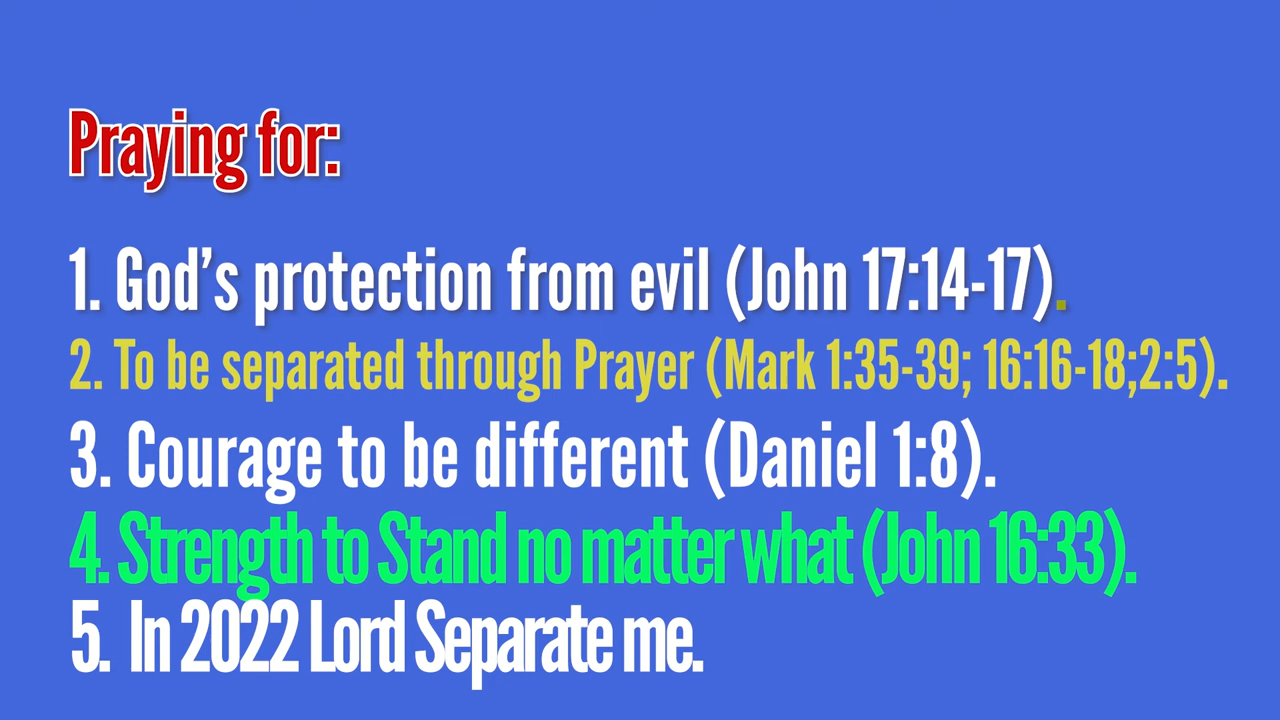 Praying for:
1. God’s protection from evil (John 17:14-17).
2. To be separated through Prayer (Mark 1:35-39; 16:16-18;2:5).
3. Courage to be different (Daniel 1:8).
4. Strength to Stand no matter what (John 16:33).
5. In 2022 Lord Separate me.